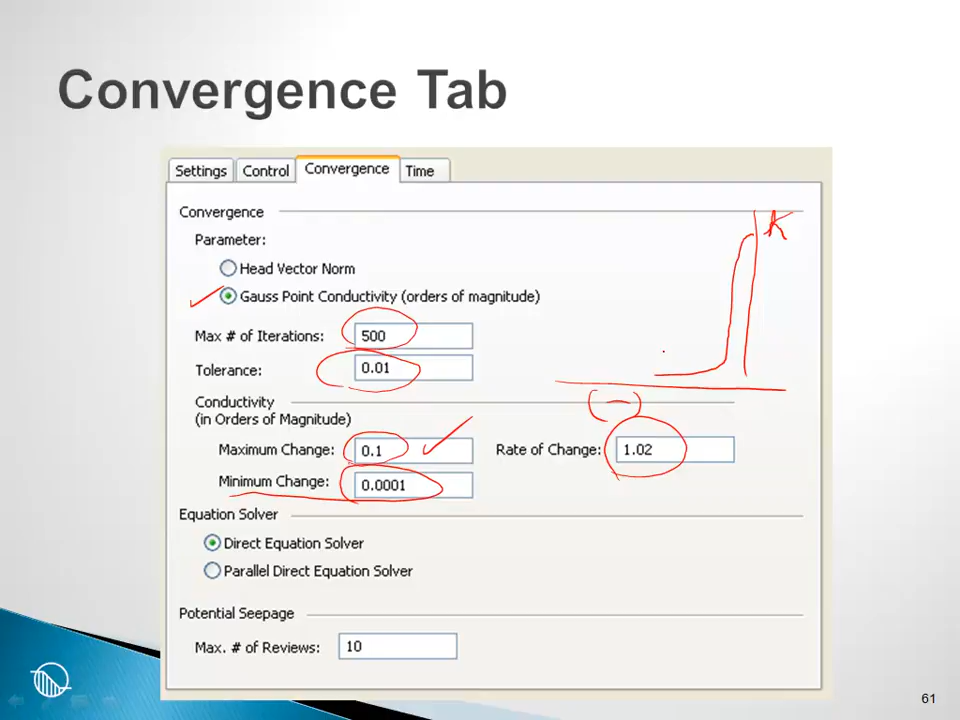 Convergence Tab
Settings Control Convergence Time
Convergence
Parameter:
Head Vector Norm
Gauss Point Conductivity (orders of magnitude)
Max # of Iterations: 500
Tolerance: 0.01
Conductivity
(in Orders of Magnitude)
(-)
Maximum Change: 0.1 Rate of Change: 1.02
Minimum Change: 0.0001
Equation Solver
Direct Equation Solver
Parallel Direct Equation Solver
Potential Seepage
Max. # of Reviews: 10
K
61